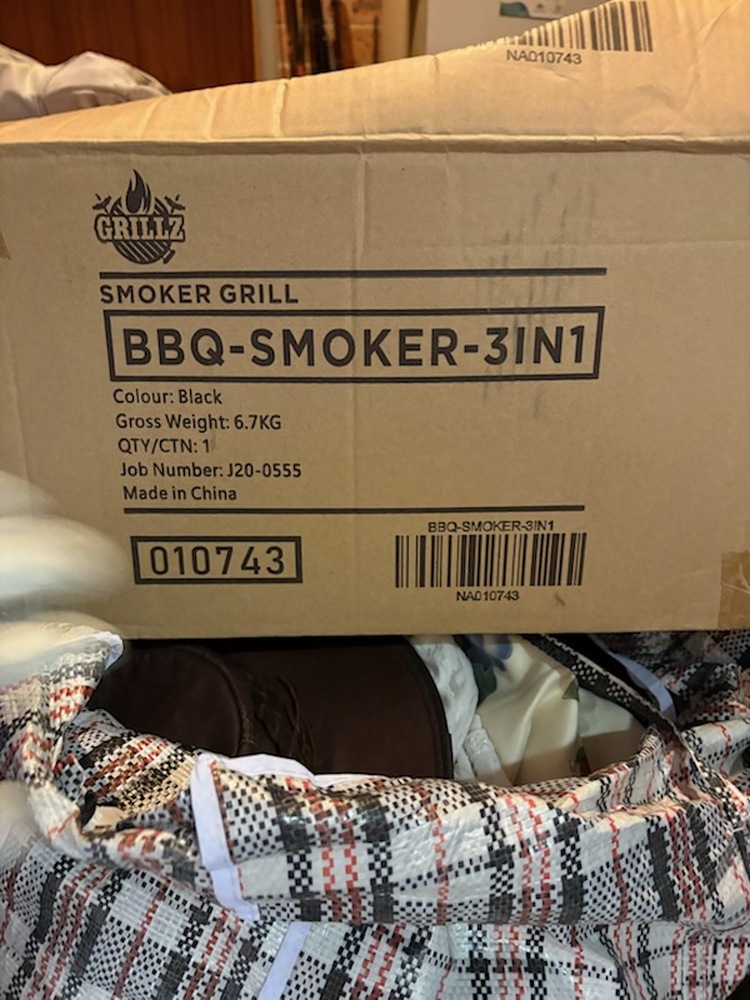 NA010743
GRILLZ
SMOKER GRILL
BBQ-SMOKER-3IN1
Colour: Black
Gross Weight: 6.7KG
QTY/CTN: 1
Job Number: J20-0555
Made in China
010743
BBQ-SMOKER-3IN1
NA010743